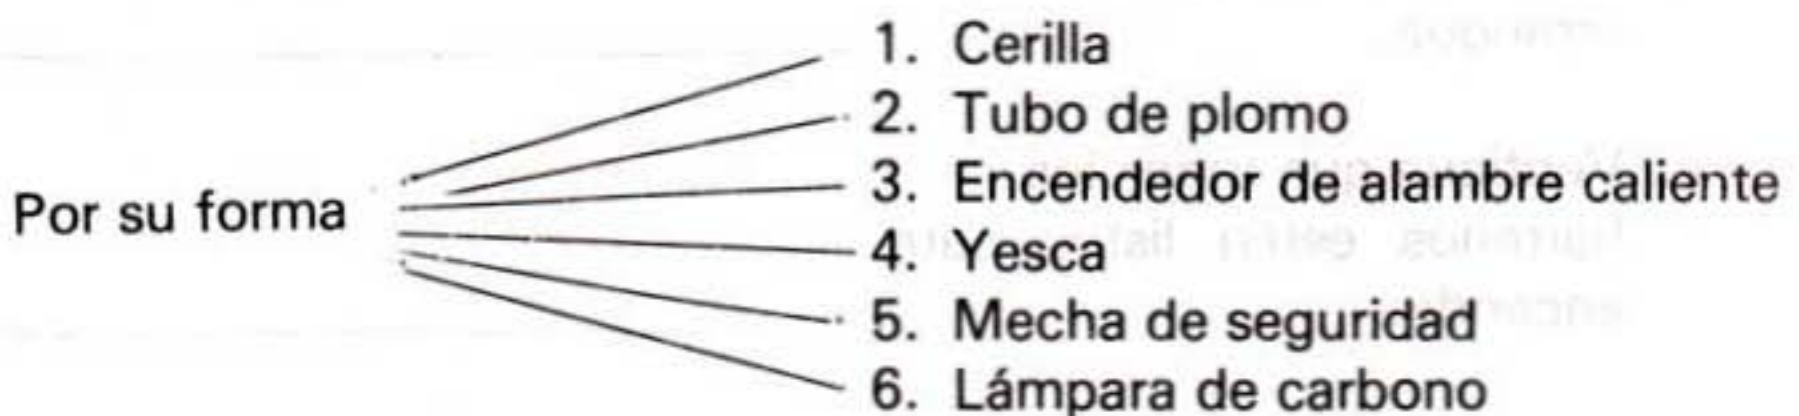 1. Cerilla
2. Tubo de plomo
3. Encendedor de alambre caliente
Por su forma
4. Yesca
5. Mecha de seguridad
6. Lámpara de carbono